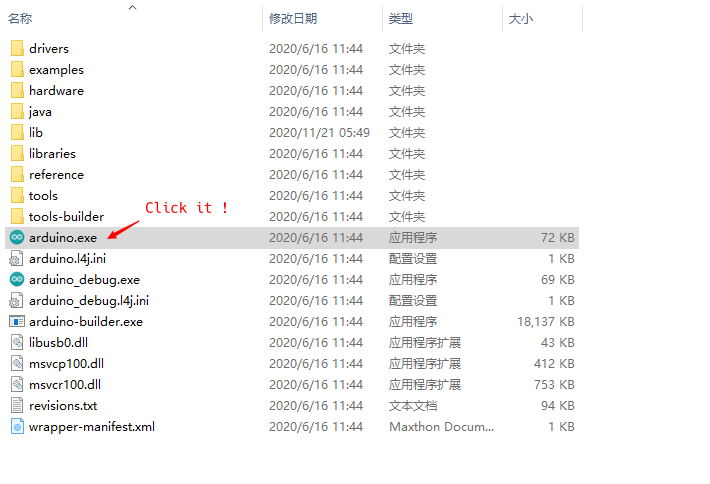 名称 修改日期 类型 大小
drivers 2020/6/16 11:44 文件夹
examples 2020/6/16 11:44 文件夹
hardware 2020/6/16 11:44 文件夹
java 2020/6/16 11:44 文件夹
lib 2020/11/21 05:49 文件夹
libraries 2020/6/16 11:44 文件夹
reference 2020/6/16 11:44 文件夹
tools 2020/6/16 11:44 文件夹
Click it !
tools-builder 2020/6/16 11:44 文件夹
arduino.exe 2020/6/16 11:44 应用程序 72 KB
arduino.l4j.ini 2020/6/16 11:44 配置设置 1 KB
arduino_debug.exe 2020/6/16 11:44 应用程序 69 KB
arduino_debug.l4j.ini 2020/6/16 11:44 配置设置 1 KB
arduino-builder.exe 2020/6/16 11:44 应用程序 18,137 KB
libusb0.dll 2020/6/16 11:44 应用程序扩展 43 KB
msvcp100.dll 2020/6/16 11:44 应用程序扩展 412 KB
msvcr100.dll 2020/6/16 11:44 应用程序扩展 753 KB
revisions.txt 2020/6/16 11:44 文本文档 94 KB
wrapper-manifest.xml 2020/6/16 11:44 Maxthon Docum... 1 KB